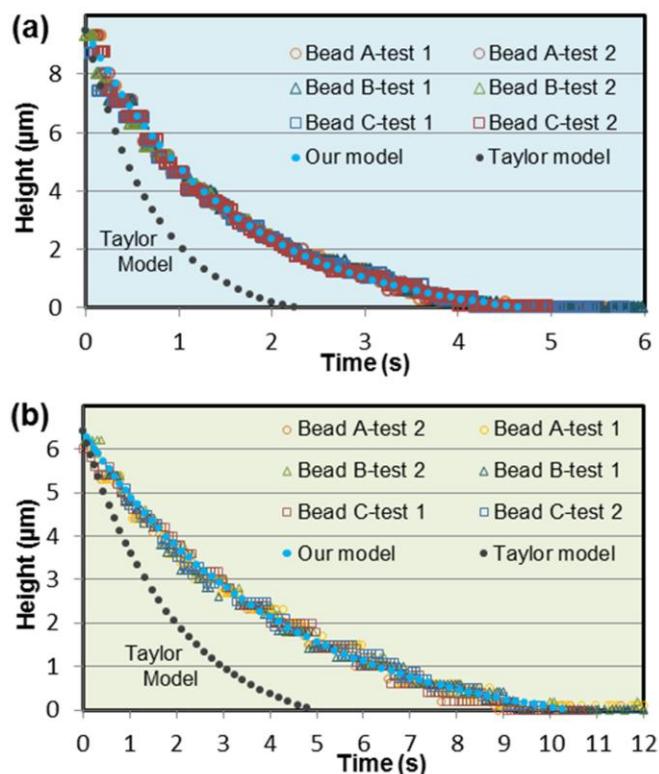 (a)
Height (μm)
8
6
4
2
0
Bead A-test 1
Bead A-test 2
Bead B-test 1
Bead B-test 2
Bead C-test 1
Bead C-test 2
Our model
Taylor model
Taylor
Model
0 1 2 3 4 5 6
Time (s)
(b)
Height (μm)
6
5
4
3
2
1
0
Bead A-test 2
Bead A-test 1
Bead B-test 2
Bead B-test 1
Bead C-test 1
Bead C-test 2
Our model
Taylor model
Taylor
Model
0 1 2 3 4 5 6 7 8 9 10 11 12
Time (s)